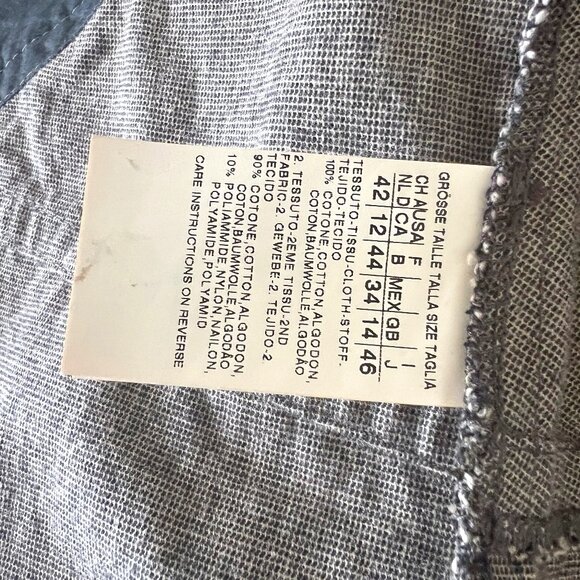 GRÖSSE TAILLE TALLA SIZE TAGLIA
CH A USA F MEX GB I
NL D CA B J
42 12 44 34 14 46
TESSUTO-TISSU-CLOTH-STOFF-
TEJIDO-TECIDO
100% COTONE,COTTON,ALGODON,
COTON,BAUMWOLLE,ALGODÃO
2. TESSUTO-2EME TISSU-2ND
FABRIC-2. GEWEBE-2. TEJIDO-2
TECIDO
90% COTONE,COTTON,ALGODON,
COTON,BAUMWOLLE,ALGODÃO
10% POLIAMMIDE,NYLON,NAILON,
POLYAMMIDE,POLYAMID
CARE INSTRUCTIONS ON REVERSE